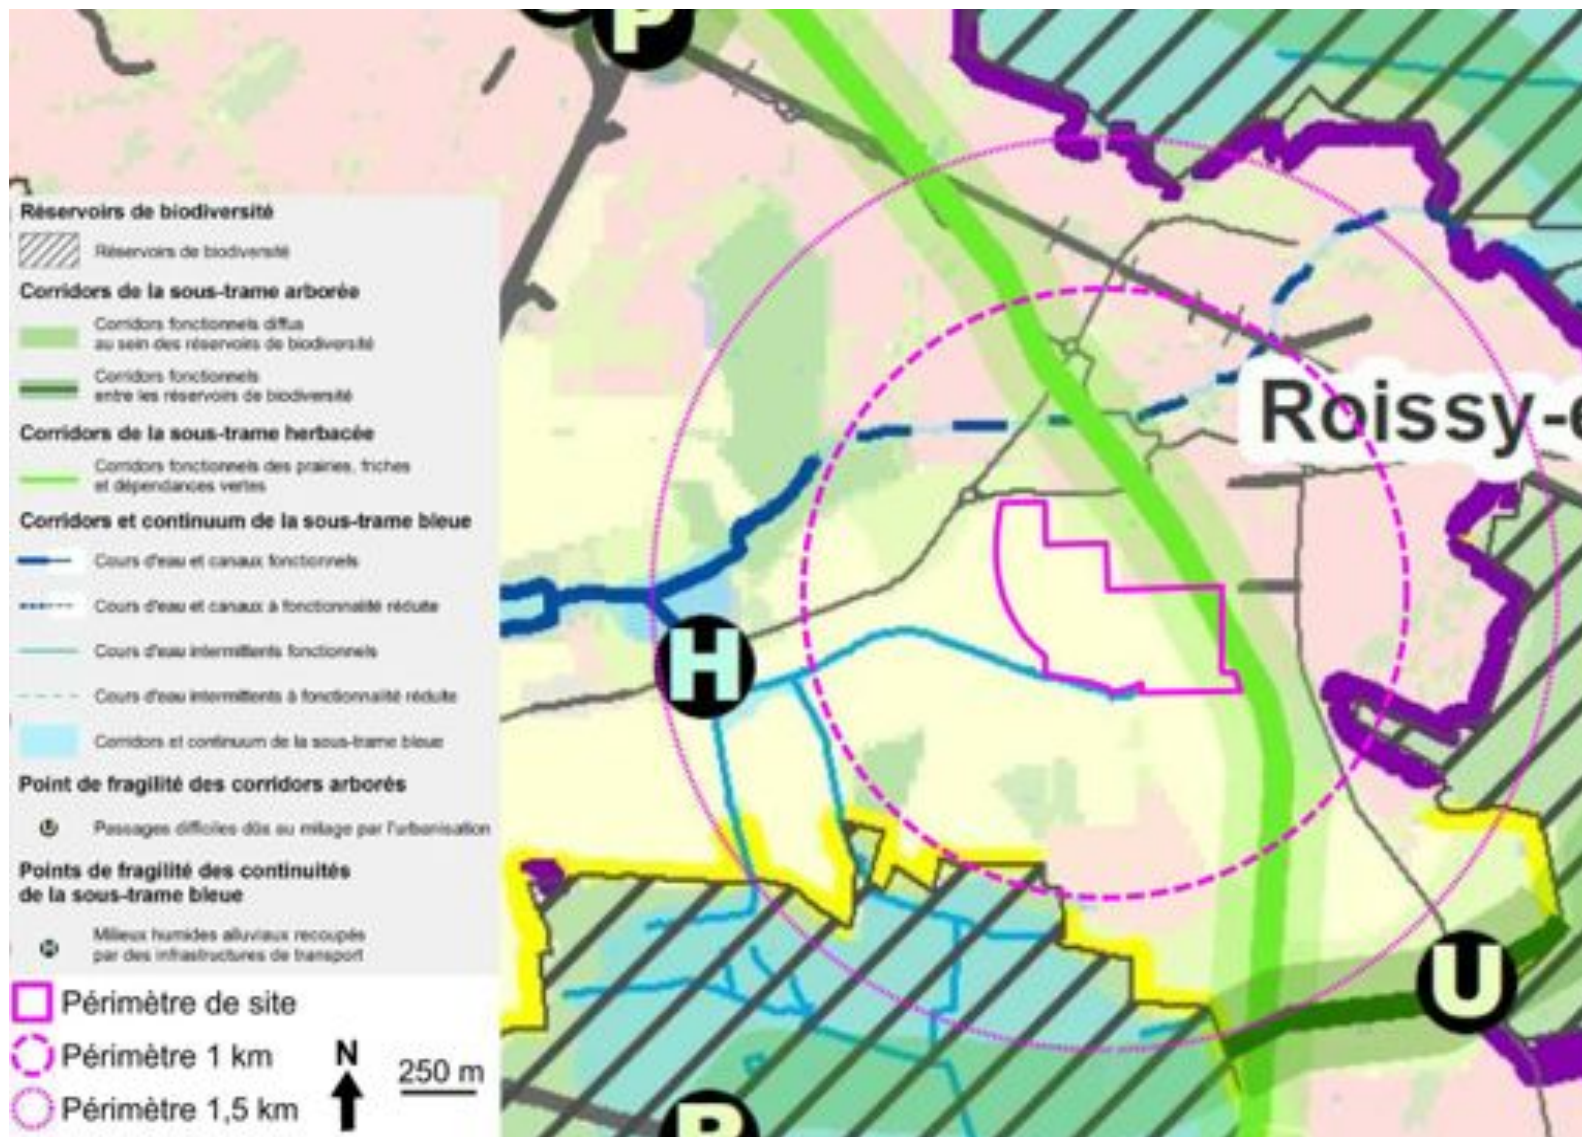 P
Réservoirs de biodiversité
Réservoirs de biodiversité
Corridors de la sous-trame arborée
Corridors fonctionnels diffus
au sein des réservoirs de biodiversité
Corridors fonctionnels
entre les réservoirs de biodiversité
Corridors de la sous-trame herbacée
Corridors fonctionnels des prairies, friches
et dépendances vertes
Corridors et continuum de la sous-trame bleue
Cours d'eau et canaux fonctionnels
Cours d'eau et canaux à fonctionnalité réduite
Cours d'eau intermittents fonctionnels
Cours d'eau intermittents à fonctionnalité réduite
Corridors et continuum de la sous-trame bleue
Point de fragilité des corridors arborés
U
Passages difficiles dûs au mitage par l'urbanisation
Points de fragilité des continuités
de la sous-trame bleue
H
Milieux humides alluviaux recoupés
par des infrastructures de transport
Périmètre de site
Périmètre 1 km
Périmètre 1,5 km
N
250 m
Roissy-e
H
U